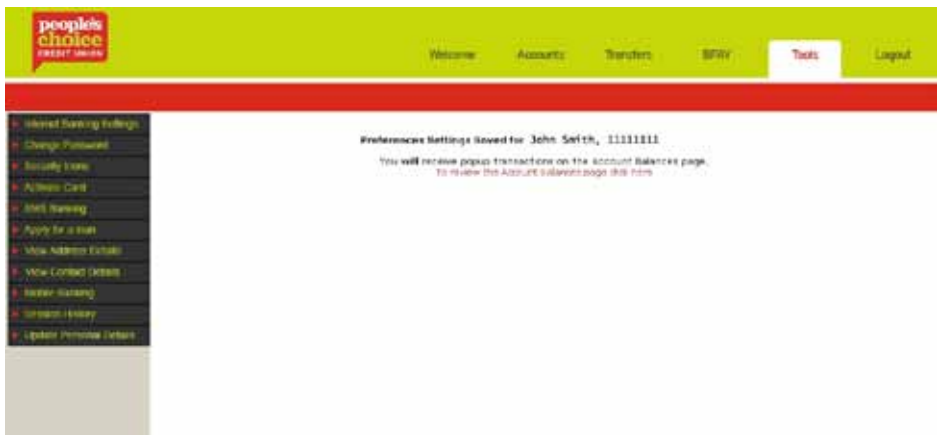 people's
choice
CREDIT UNION
Welcome
Accounts
Transfers
BPAY
Tools
Logout
Internet Banking Settings
Change Password
Security Icons
Activate Card
SMS Banking
Apply for a loan
View Address Details
View Contact Details
Mobile Banking
Session History
Update Personal Details
Preferences Settings Saved for John Smith, 11111111
You will receive popup transactions on the Account Balances page.
To review the Account Balances page click here